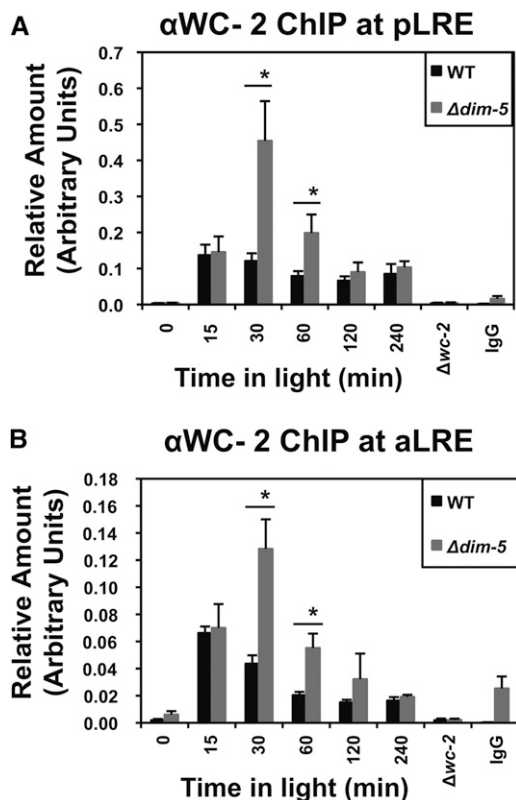 A
αWC- 2 ChIP at pLRE
Relative Amount
(Arbitrary Units)
0.7
0.6
0.5
0.4
0.3
0.2
0.1
0.0
WT
Δdim-5
*
*
0
15
30
60
120
240
Δwc-2
IgG
Time in light (min)
B
αWC- 2 ChIP at aLRE
Relative Amount
(Arbitrary Units)
0.18
0.16
0.14
0.12
0.10
0.08
0.06
0.04
0.02
0.00
WT
Δdim-5
*
*
0
15
30
60
120
240
Δwc-2
IgG
Time in light (min)